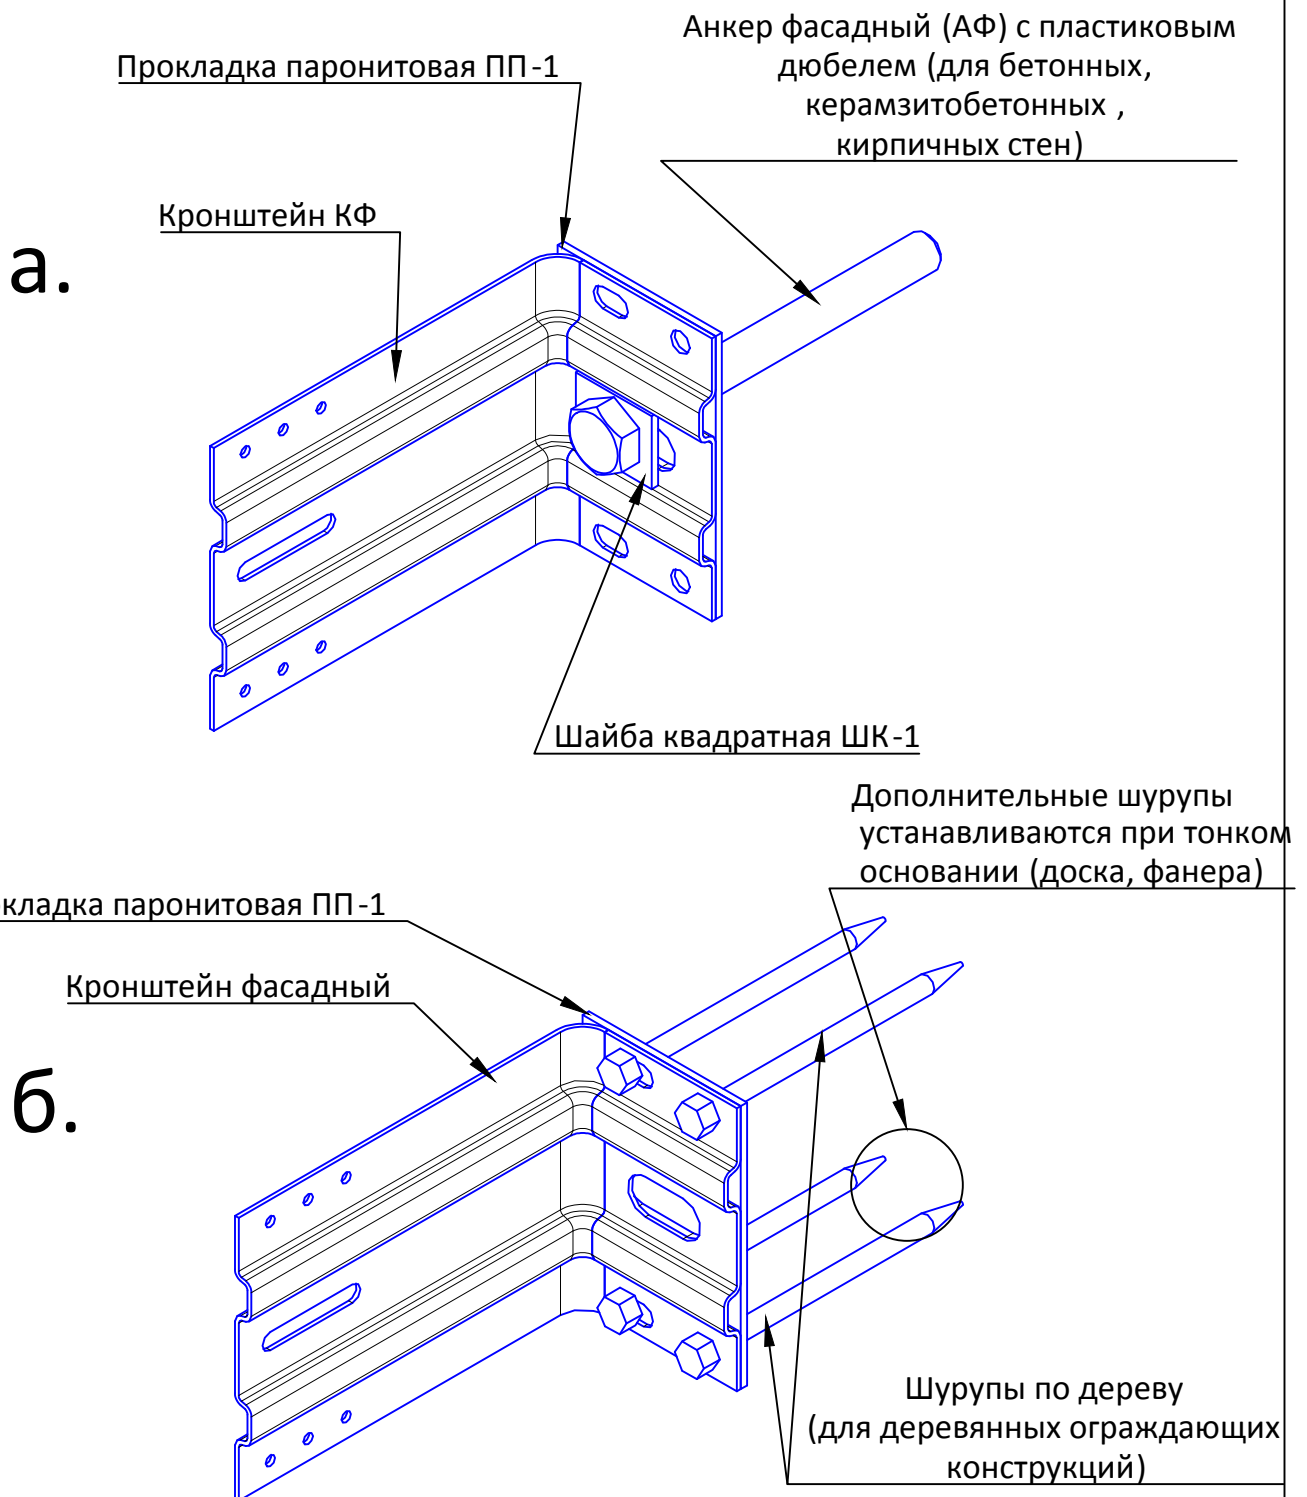 Анкер фасадный (АФ) с пластиковым
дюбелем (для бетонных,
керамзитобетонных ,
кирпичных стен)
Прокладка паронитовая ПП-1
Кронштейн КФ
а.
Шайба квадратная ШК-1
Дополнительные шурупы
устанавливаются при тонком
основании (доска, фанера)
кладка паронитовая ПП-1
Кронштейн фасадный
б.
Шурупы по дереву
(для деревянных ограждающих
конструкций)